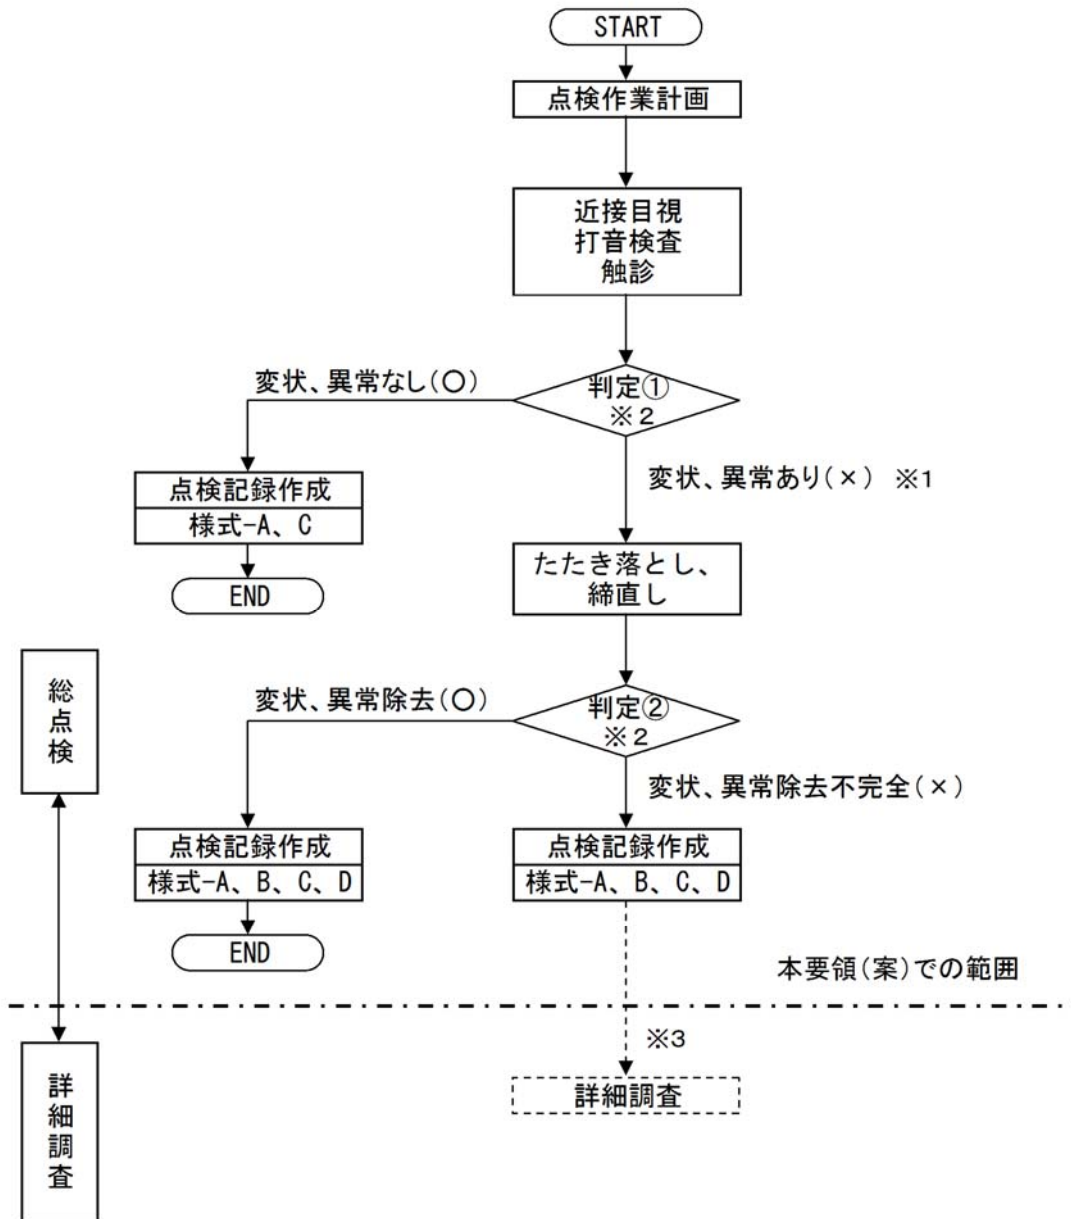 START
点検作業計画
近接目視
打音検査
触診
変状、異常なし(〇)
判定①
※2
変状、異常あり(×) ※1
点検記録作成
様式-A、C
END
たたき落とし、
締直し
総点検
変状、異常除去(〇)
判定②
※2
変状、異常除去不完全(×)
点検記録作成
様式-A、B、C、D
END
点検記録作成
様式-A、B、C、D
本要領(案)での範囲
※3
詳細調査
詳細調査